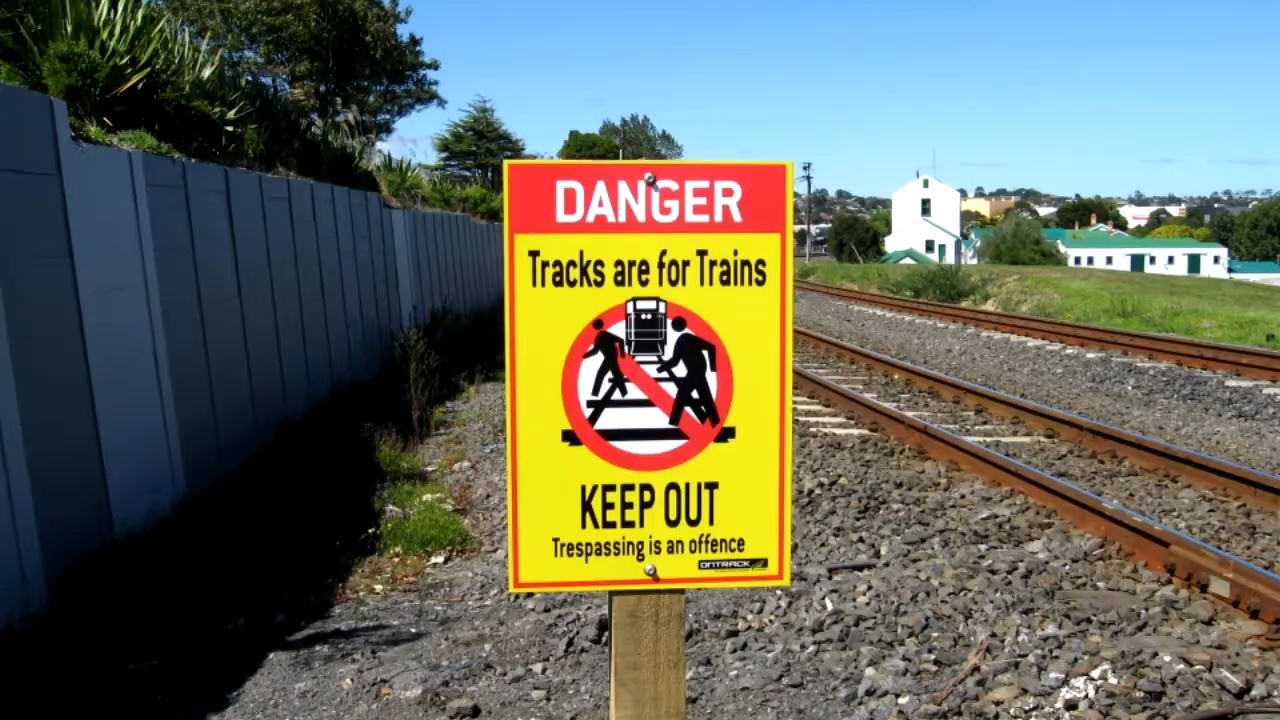 DANGER
Tracks are for Trains
KEEP OUT
Trespassing is an offence
ONTRACK